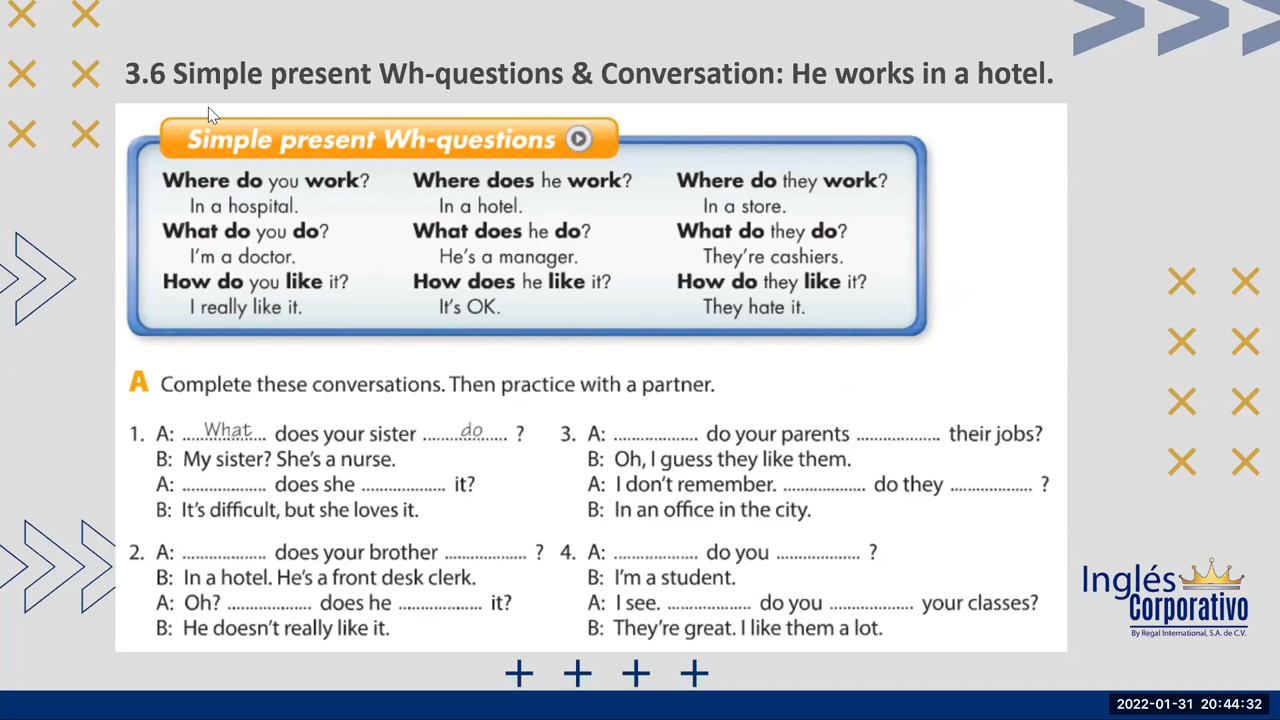 3.6 Simple present Wh-questions & Conversation: He works in a hotel.
Simple present Wh-questions
Where do you work?
In a hospital.
What do you do?
I'm a doctor.
How do you like it?
I really like it.
Where does he work?
In a hotel.
What does he do?
He's a manager.
How does he like it?
It's OK.
Where do they work?
In a store.
What do they do?
They're cashiers.
How do they like it?
They hate it.
A Complete these conversations. Then practice with a partner.
1. A: What does your sister do ?
B: My sister? She's a nurse.
A: .................... does she .................... it?
B: It's difficult, but she loves it.
2. A: .................... does your brother .................... ?
B: In a hotel. He's a front desk clerk.
A: Oh? .................... does he .................... it?
B: He doesn't really like it.
3. A: .................... do your parents .................... their jobs?
B: Oh, I guess they like them.
A: I don't remember. .................... do they .................... ?
B: In an office in the city.
4. A: .................... do you .................... ?
B: I'm a student.
A: I see. .................... do you .................... your classes?
B: They're great. I like them a lot.
Inglés
Corporativo
By Regal International, S.A. de C.V.
2022-01-31 20:44:32